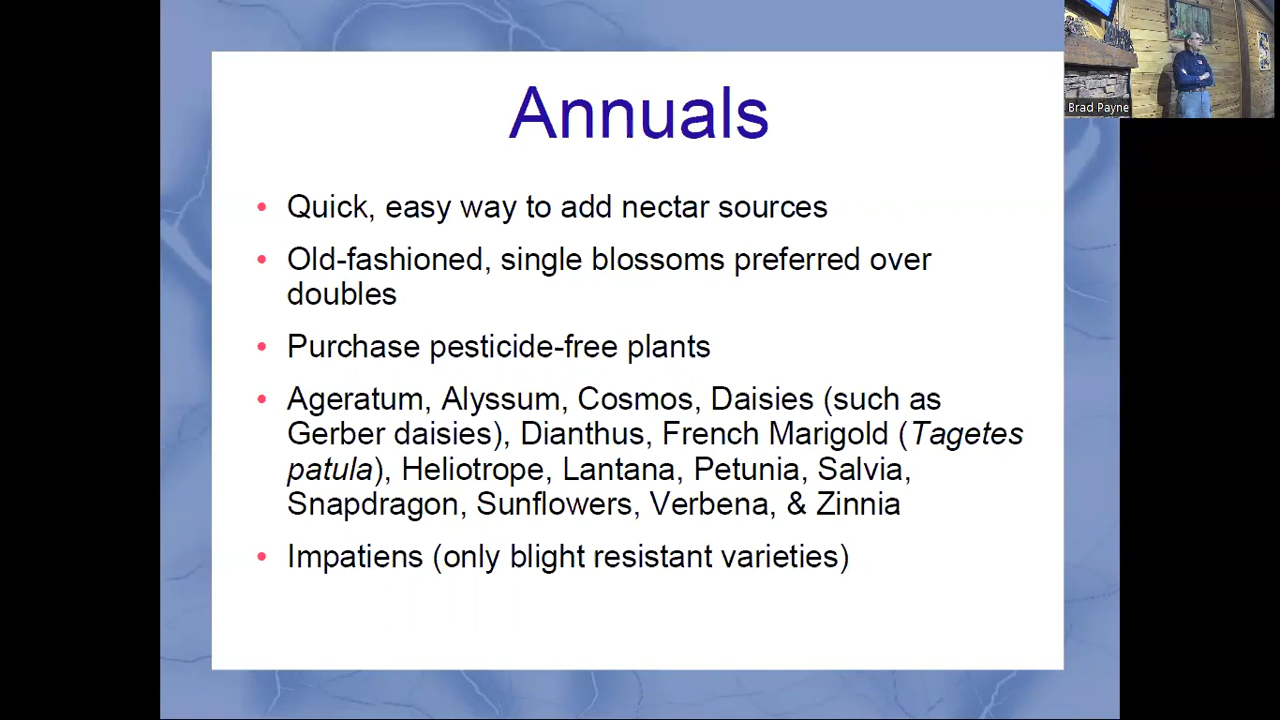 Annuals
• Quick, easy way to add nectar sources
• Old-fashioned, single blossoms preferred over
doubles
• Purchase pesticide-free plants
• Ageratum, Alyssum, Cosmos, Daisies (such as
Gerber daisies), Dianthus, French Marigold (Tagetes
patula), Heliotrope, Lantana, Petunia, Salvia,
Snapdragon, Sunflowers, Verbena, & Zinnia
• Impatiens (only blight resistant varieties)
Brad Payne